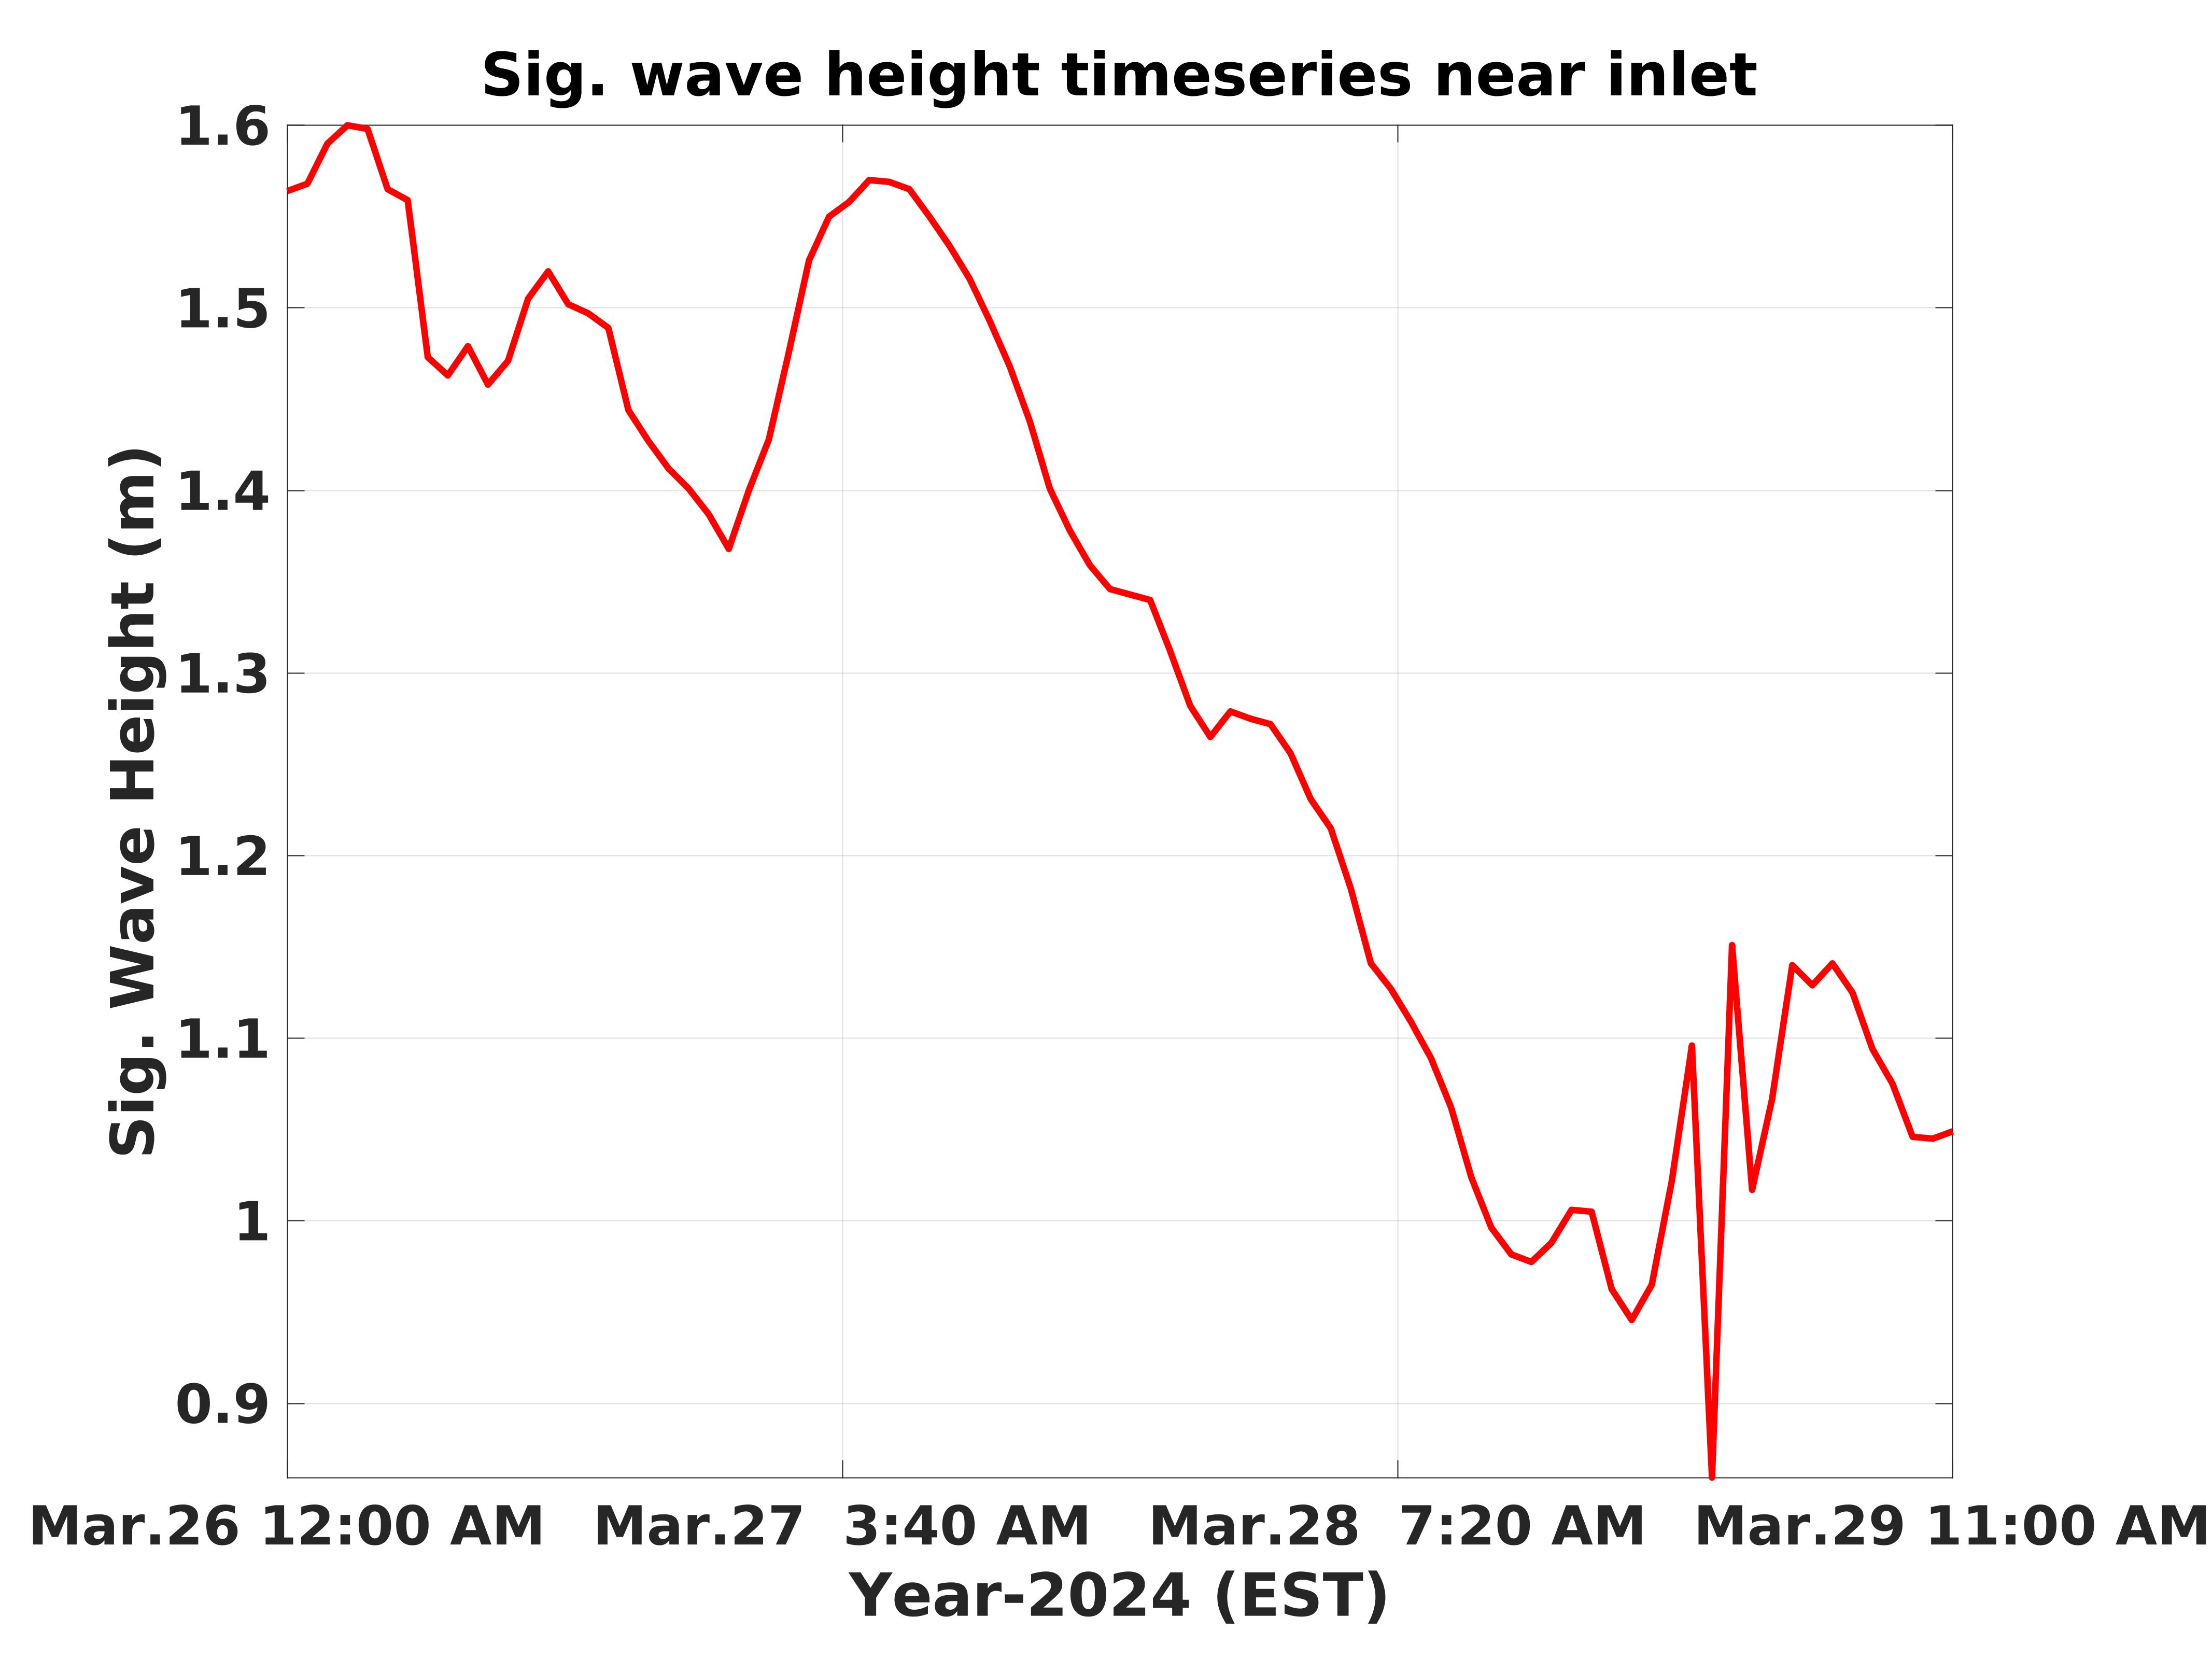 Sig. wave height timeseries near inlet
1.6
1.5
1.4
1.3
1.2
1.1
1
0.9
Sig. Wave Height (m)
Mar.26 12:00 AM Mar.27 3:40 AM Mar.28 7:20 AM Mar.29 11:00 AM
Year-2024 (EST)